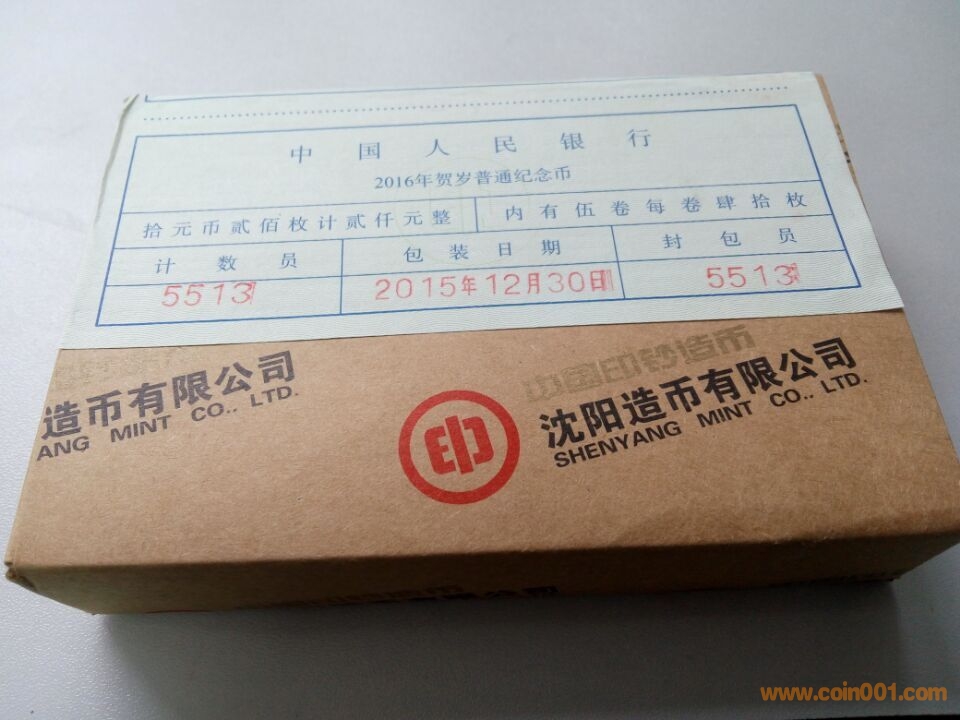 中国人民银行
2016年贺岁普通纪念币
拾元币贰佰枚计贰仟元整 内有伍卷每卷肆拾枚
计数员 包装日期 封包员
5513 2015年12月30日 5513
中国印钞造币
造币有限公司 沈阳造币有限公司
ANG MINT CO., LTD. SHENYANG MINT CO., LTD.
www.coin001.com